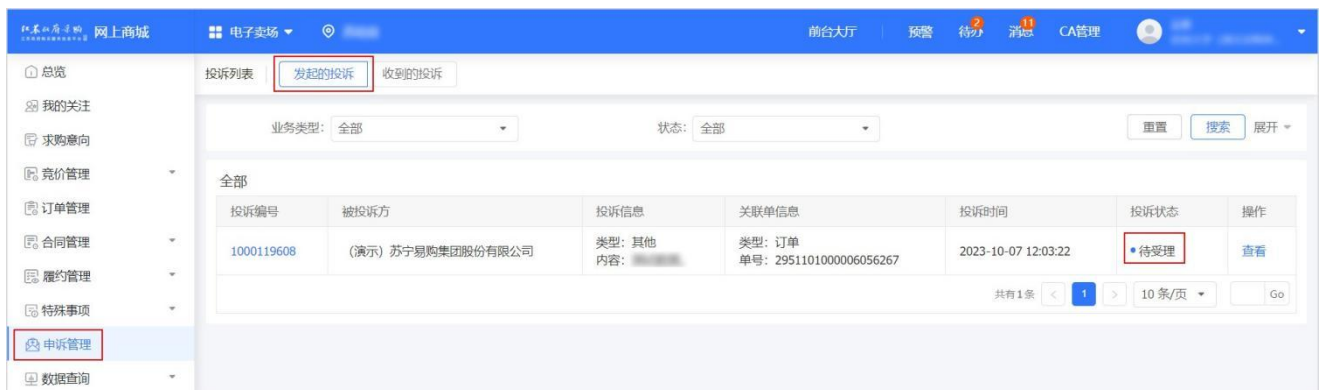 网上商城 电子卖场 前台大厅 预警 待办 2 消息 11 CA管理
总览
我的关注
求购意向
竞价管理
订单管理
合同管理
履约管理
特殊事项
申诉管理
数据查询
投诉列表 发起的投诉 收到的投诉
业务类型: 全部 状态: 全部 重置 搜索 展开
全部
投诉编号 被投诉方 投诉信息 关联单信息 投诉时间 投诉状态 操作
1000119608 （演示）苏宁易购集团股份有限公司 类型: 其他 类型: 订单 2023-10-07 12:03:22 待受理 查看
内容: 单号: 2951101000006056267
共有1条 < 1 > 10 条/页 Go